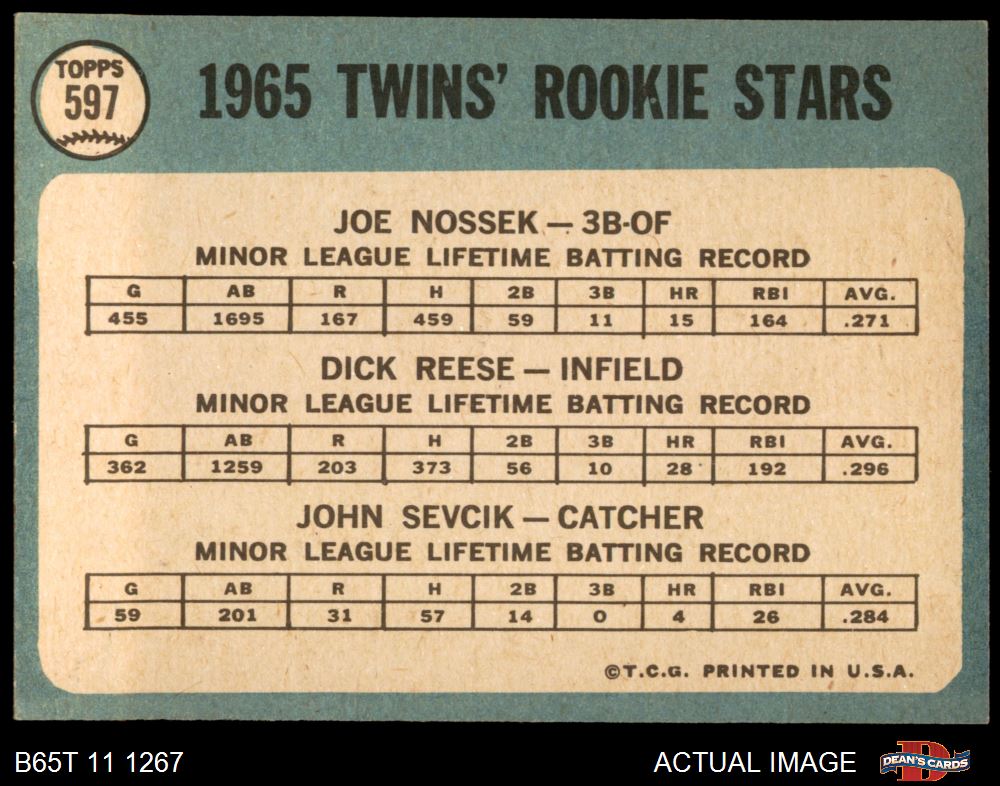 TOPPS
597
1965 TWINS' ROOKIE STARS
JOE NOSSEK — 3B-OF
MINOR LEAGUE LIFETIME BATTING RECORD
G AB R H 2B 3B HR RBI AVG.
455 1695 167 459 59 11 15 164 .271
DICK REESE — INFIELD
MINOR LEAGUE LIFETIME BATTING RECORD
G AB R H 2B 3B HR RBI AVG.
362 1259 203 373 56 10 28 192 .296
JOHN SEVCIK — CATCHER
MINOR LEAGUE LIFETIME BATTING RECORD
G AB R H 2B 3B HR RBI AVG.
59 201 31 57 14 0 4 26 .284
©T.C.G. PRINTED IN U.S.A.
B65T 11 1267 ACTUAL IMAGE
D
DEAN'S CARDS